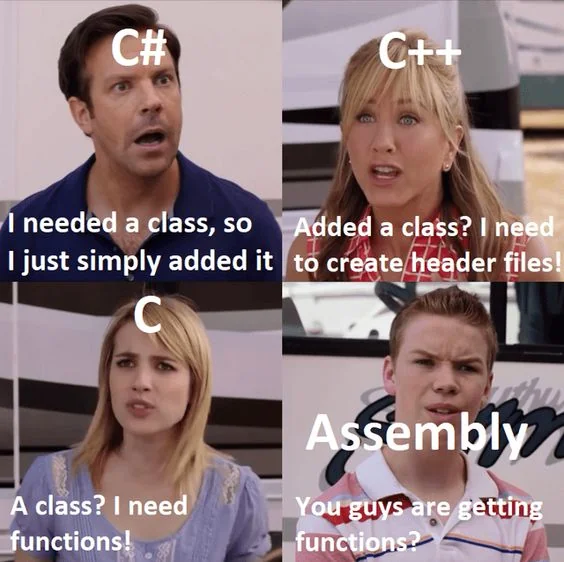 C#
I needed a class, so
I just simply added it
C++
Added a class? I need
to create header files!
C
A class? I need
functions!
Assembly
You guys are getting
functions?